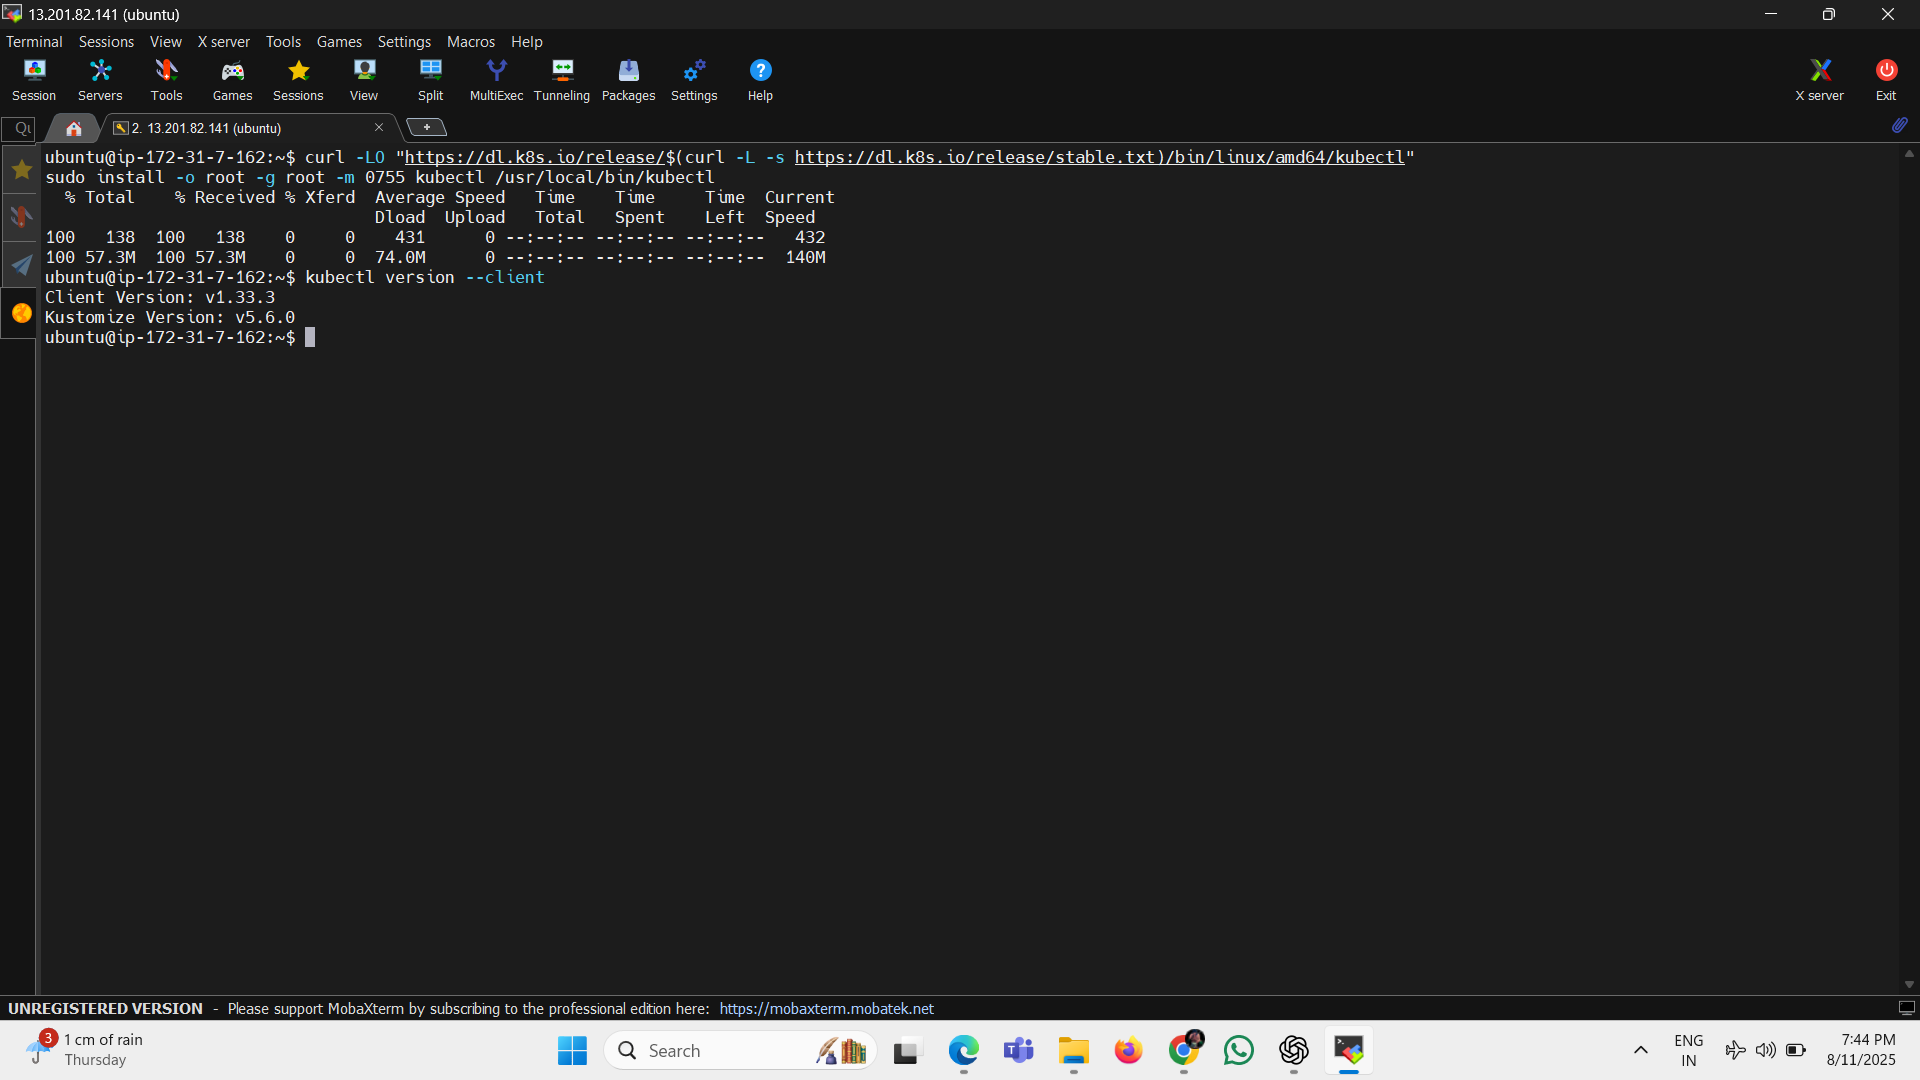 13.201.82.141 (ubuntu)
Terminal Sessions View X server Tools Games Settings Macros Help
Session Servers Tools Games Sessions View Split MultiExec Tunneling Packages Settings Help X server Exit
2. 13.201.82.141 (ubuntu)
ubuntu@ip-172-31-7-162:~$ curl -LO "https://dl.k8s.io/release/$(curl -L -s https://dl.k8s.io/release/stable.txt)/bin/linux/amd64/kubectl"
sudo install -o root -g root -m 0755 kubectl /usr/local/bin/kubectl
  % Total    % Received % Xferd  Average Speed   Time    Time     Time  Current
                                 Dload  Upload   Total   Spent    Left  Speed
100   138  100   138    0     0    431      0 --:--:-- --:--:-- --:--:--   432
100 57.3M  100 57.3M    0     0  74.0M      0 --:--:-- --:--:-- --:--:--  140M
ubuntu@ip-172-31-7-162:~$ kubectl version --client
Client Version: v1.33.3
Kustomize Version: v5.6.0
ubuntu@ip-172-31-7-162:~$
UNREGISTERED VERSION - Please support MobaXterm by subscribing to the professional edition here: https://mobaxterm.mobatek.net
3
1 cm of rain
Thursday
Search
ENG
IN
7:44 PM
8/11/2025